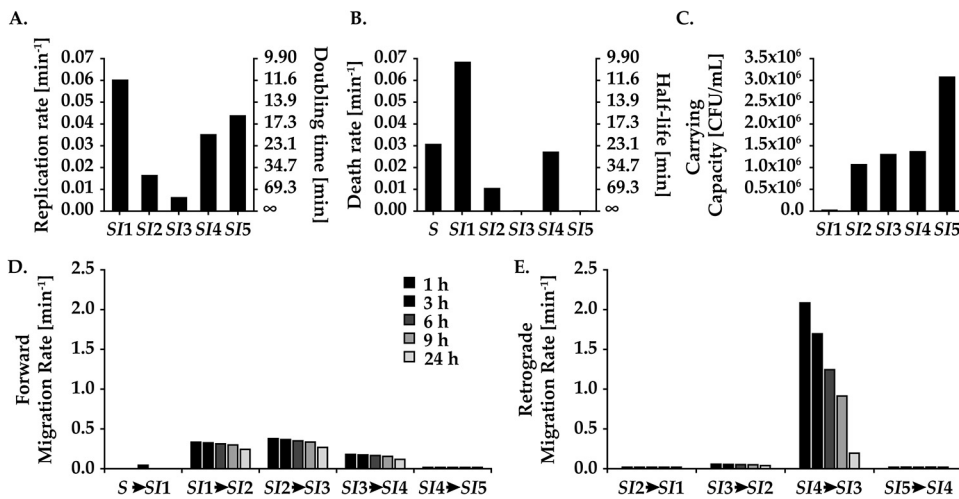 A.
Replication rate [min⁻¹]
0.07
0.06
0.05
0.04
0.03
0.02
0.01
0.00
9.90
11.6
13.9
17.3
23.1
34.7
69.3
∞
Doubling time [min]
SI1 SI2 SI3 SI4 SI5
B.
Death rate [min⁻¹]
0.07
0.06
0.05
0.04
0.03
0.02
0.01
0.00
9.90
11.6
13.9
17.3
23.1
34.7
69.3
∞
Half-life [min]
S SI1 SI2 SI3 SI4 SI5
C.
Carrying
Capacity [CFU/mL]
3.5x10⁶
3.0x10⁶
2.5x10⁶
2.0x10⁶
1.5x10⁶
1.0x10⁶
0.5x10⁶
0.0
SI1 SI2 SI3 SI4 SI5
D.
Forward
Migration Rate [min⁻¹]
2.5
2.0
1.5
1.0
0.5
0.0
1 h
3 h
6 h
9 h
24 h
S➤SI1 SI1➤SI2 SI2➤SI3 SI3➤SI4 SI4➤SI5
E.
Retrograde
Migration Rate [min⁻¹]
2.5
2.0
1.5
1.0
0.5
0.0
SI2➤SI1 SI3➤SI2 SI4➤SI3 SI5➤SI4